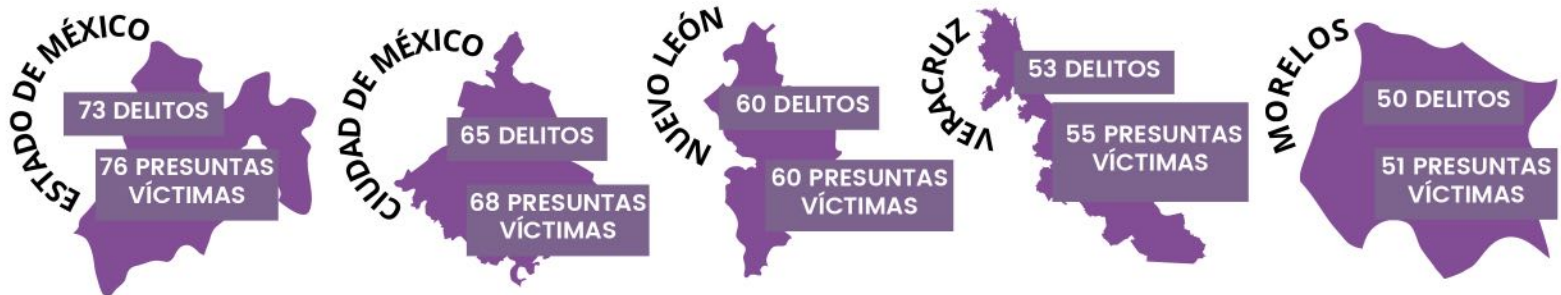 ESTADO DE MÉXICO
73 DELITOS
76 PRESUNTAS
VÍCTIMAS
CIUDAD DE MÉXICO
65 DELITOS
68 PRESUNTAS
VÍCTIMAS
NUEVO LEÓN
60 DELITOS
60 PRESUNTAS
VÍCTIMAS
VERACRUZ
53 DELITOS
55 PRESUNTAS
VÍCTIMAS
MORELOS
50 DELITOS
51 PRESUNTAS
VÍCTIMAS